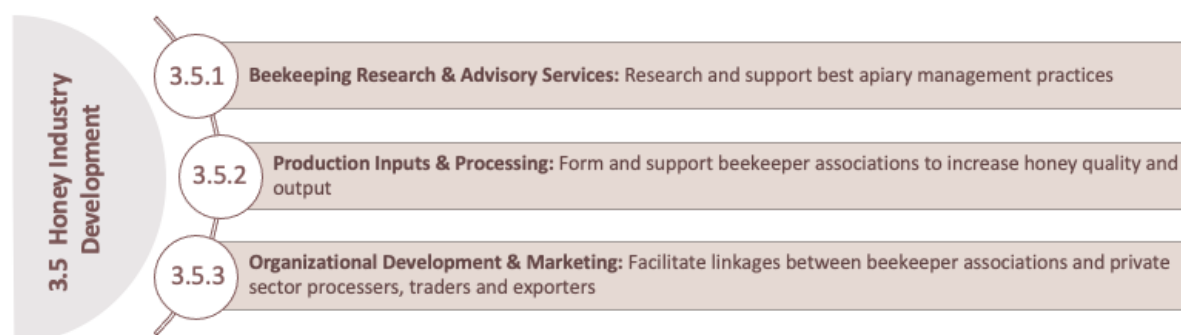 3.5 Honey Industry
Development
3.5.1
Beekeeping Research & Advisory Services: Research and support best apiary management practices
3.5.2
Production Inputs & Processing: Form and support beekeeper associations to increase honey quality and
output
3.5.3
Organizational Development & Marketing: Facilitate linkages between beekeeper associations and private
sector processers, traders and exporters